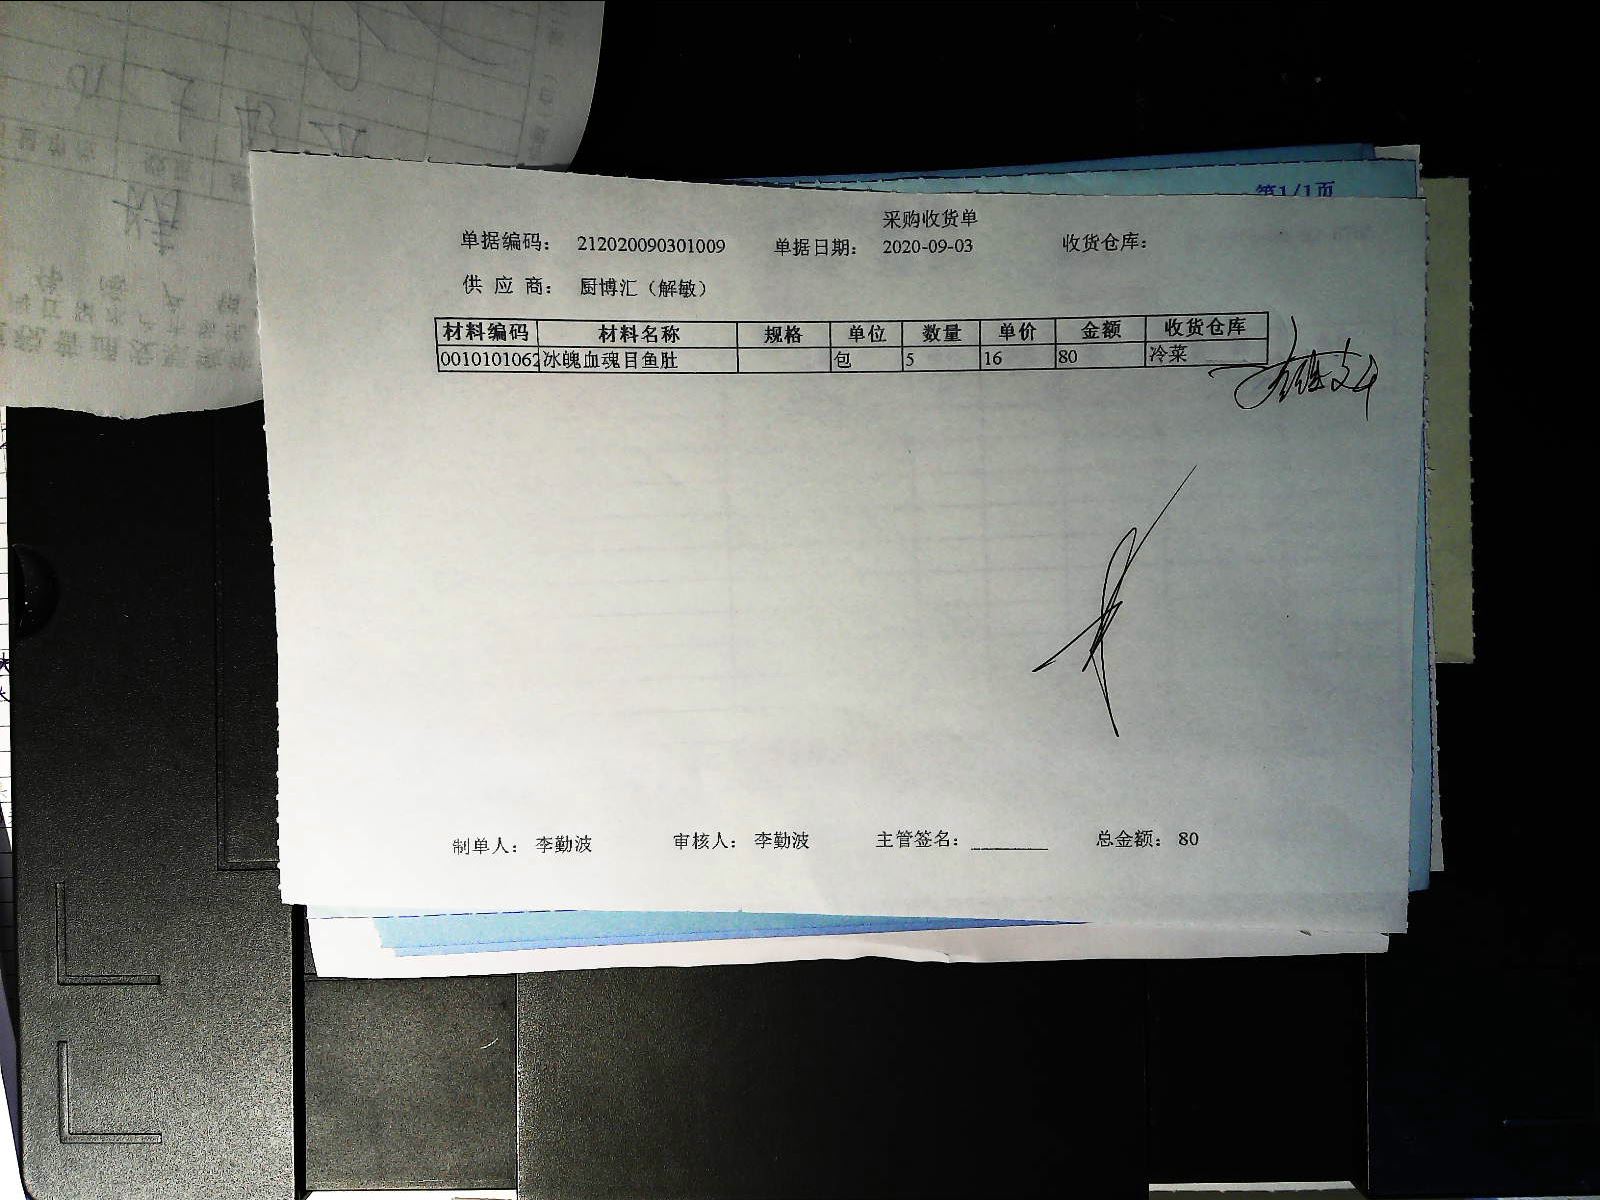 第1/1页
采购收货单
单据编码： 212020090301009 单据日期： 2020-09-03 收货仓库：
供 应 商： 厨博汇（解敏）
材料编码 材料名称 规格 单位 数量 单价 金额 收货仓库
0010101062 冰魄血魂目鱼肚 包 5 16 80 冷菜
制单人： 李勤波 审核人： 李勤波 主管签名：________ 总金额： 80